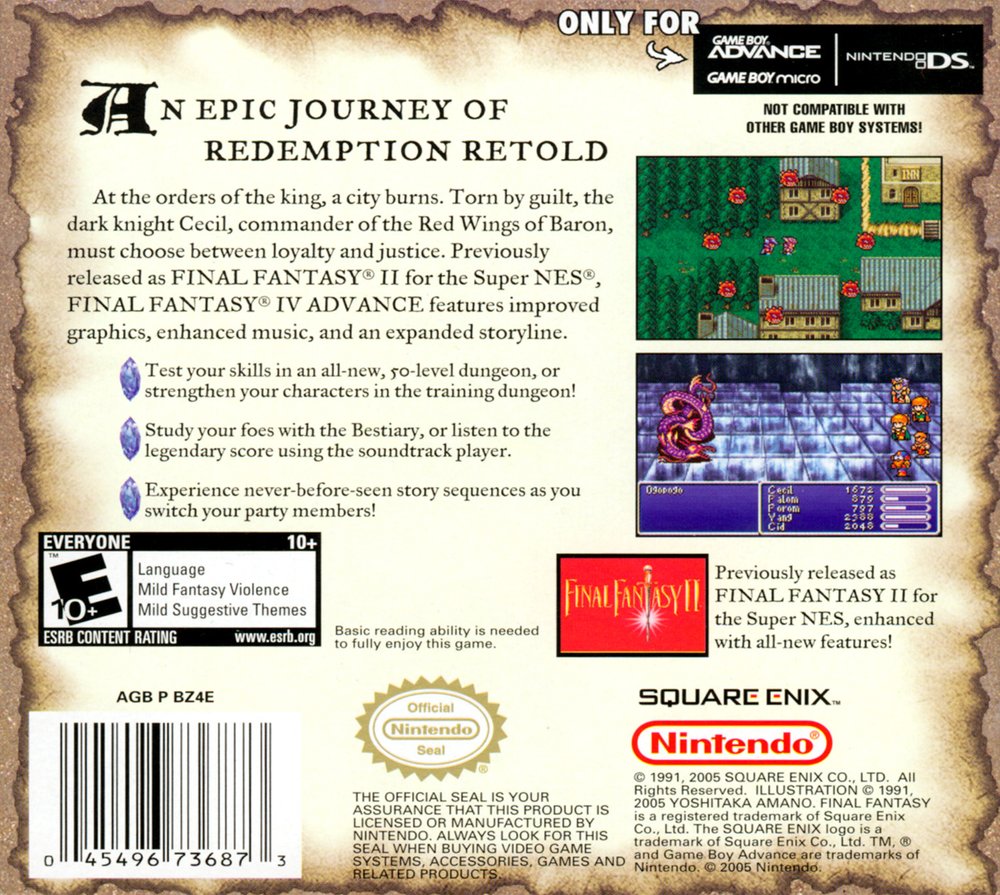 ONLY FOR
GAME BOY ADVANCE
GAME BOY micro
NINTENDO DS™
NOT COMPATIBLE WITH
OTHER GAME BOY SYSTEMS!
AN EPIC JOURNEY OF
REDEMPTION RETOLD
At the orders of the king, a city burns. Torn by guilt, the
dark knight Cecil, commander of the Red Wings of Baron,
must choose between loyalty and justice. Previously
released as FINAL FANTASY® II for the Super NES®,
FINAL FANTASY® IV ADVANCE features improved
graphics, enhanced music, and an expanded storyline.
Test your skills in an all-new, 50-level dungeon, or
strengthen your characters in the training dungeon!
Study your foes with the Bestiary, or listen to the
legendary score using the soundtrack player.
Experience never-before-seen story sequences as you
switch your party members!
INN
Ogopogo
Cecil 1672
Palom 879
Porom 797
Yang 2388
Cid 2048
EVERYONE 10+
™
E
10+
Language
Mild Fantasy Violence
Mild Suggestive Themes
ESRB CONTENT RATING www.esrb.org
Basic reading ability is needed
to fully enjoy this game.
FINAL FANTASY II
Previously released as
FINAL FANTASY II for
the Super NES, enhanced
with all-new features!
AGB P BZ4E
0 45496 73687 3
Official
Nintendo
Seal
®
THE OFFICIAL SEAL IS YOUR
ASSURANCE THAT THIS PRODUCT IS
LICENSED OR MANUFACTURED BY
NINTENDO. ALWAYS LOOK FOR THIS
SEAL WHEN BUYING VIDEO GAME
SYSTEMS, ACCESSORIES, GAMES AND
RELATED PRODUCTS.
SQUARE ENIX™
Nintendo®
© 1991, 2005 SQUARE ENIX CO., LTD. All
Rights Reserved. ILLUSTRATION © 1991,
2005 YOSHITAKA AMANO. FINAL FANTASY
is a registered trademark of Square Enix
Co., Ltd. The SQUARE ENIX logo is a
trademark of Square Enix Co., Ltd. TM, ®
and Game Boy Advance are trademarks of
Nintendo. © 2005 Nintendo.